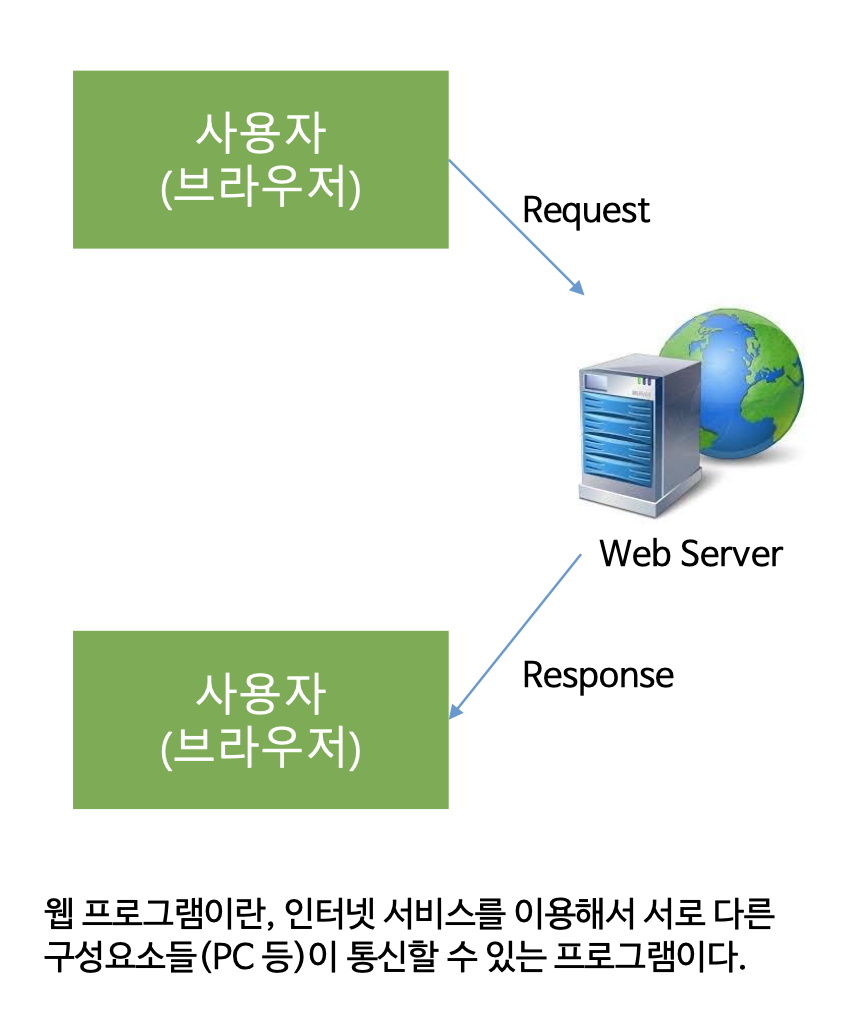 사용자
(브라우저)
Request
Web Server
Response
사용자
(브라우저)
웹 프로그램이란, 인터넷 서비스를 이용해서 서로 다른
구성요소들(PC 등)이 통신할 수 있는 프로그램이다.